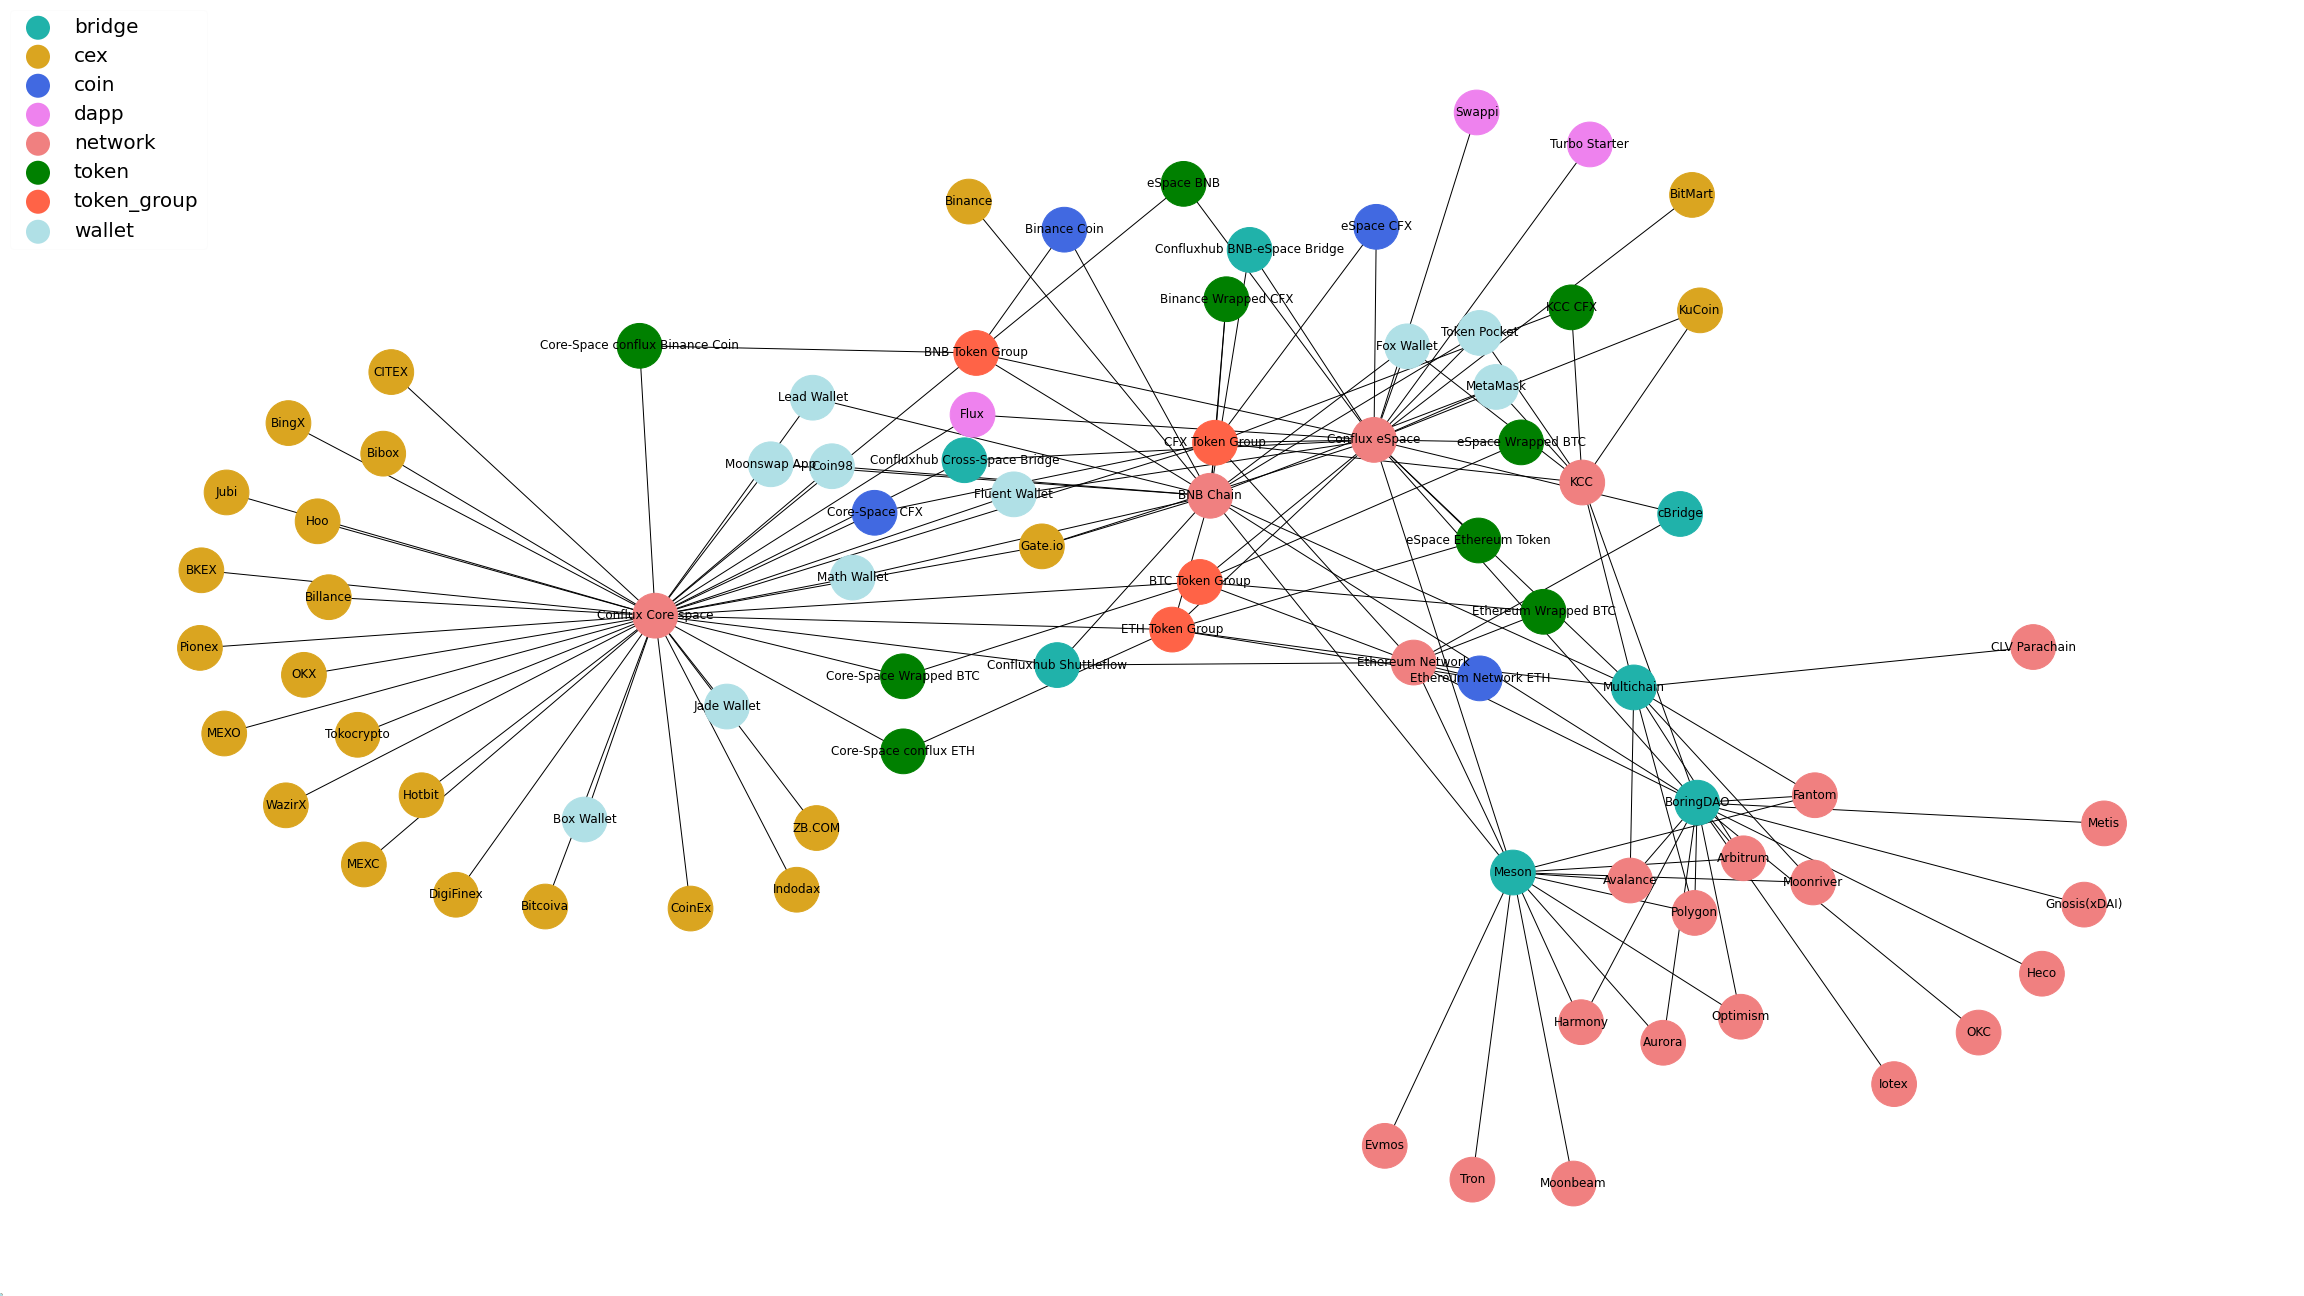 bridge
cex
coin
dapp
network
token
token_group
wallet
Swappi
Turbo Starter
eSpace BNB
BitMart
Binance
eSpace CFX
Binance Coin
Confluxhub BNB-eSpace Bridge
Binance Wrapped CFX
KCC CFX
KuCoin
Token Pocket
Core-Space conflux Binance Coin
Fox Wallet
BNB Token Group
CITEX
MetaMask
Lead Wallet
Flux
BingX
Conflux eSpace
CFX Token Group
eSpace Wrapped BTC
Bibox
Confluxhub Cross-Space Bridge
Moonswap App
Coin98
KCC
Jubi
Fluent Wallet
BNB Chain
Core-Space CFX
cBridge
Hoo
eSpace Ethereum Token
Gate.io
BKEX
Math Wallet
BTC Token Group
Billance
Ethereum Wrapped BTC
Conflux Core space
ETH Token Group
Pionex
CLV Parachain
Ethereum Network
Confluxhub Shuttleflow
OKX
Core-Space Wrapped BTC
Ethereum Network ETH
Multichain
Jade Wallet
MEXO
Tokocrypto
Core-Space conflux ETH
Hotbit
Fantom
BoringDAO
WazirX
Box Wallet
Metis
ZB.COM
Arbitrum
MEXC
Meson
Avalance
Moonriver
Indodax
DigiFinex
Gnosis(xDAI)
Bitcoiva
CoinEx
Polygon
Heco
Optimism
Harmony
OKC
Aurora
Iotex
Evmos
Tron
Moonbeam